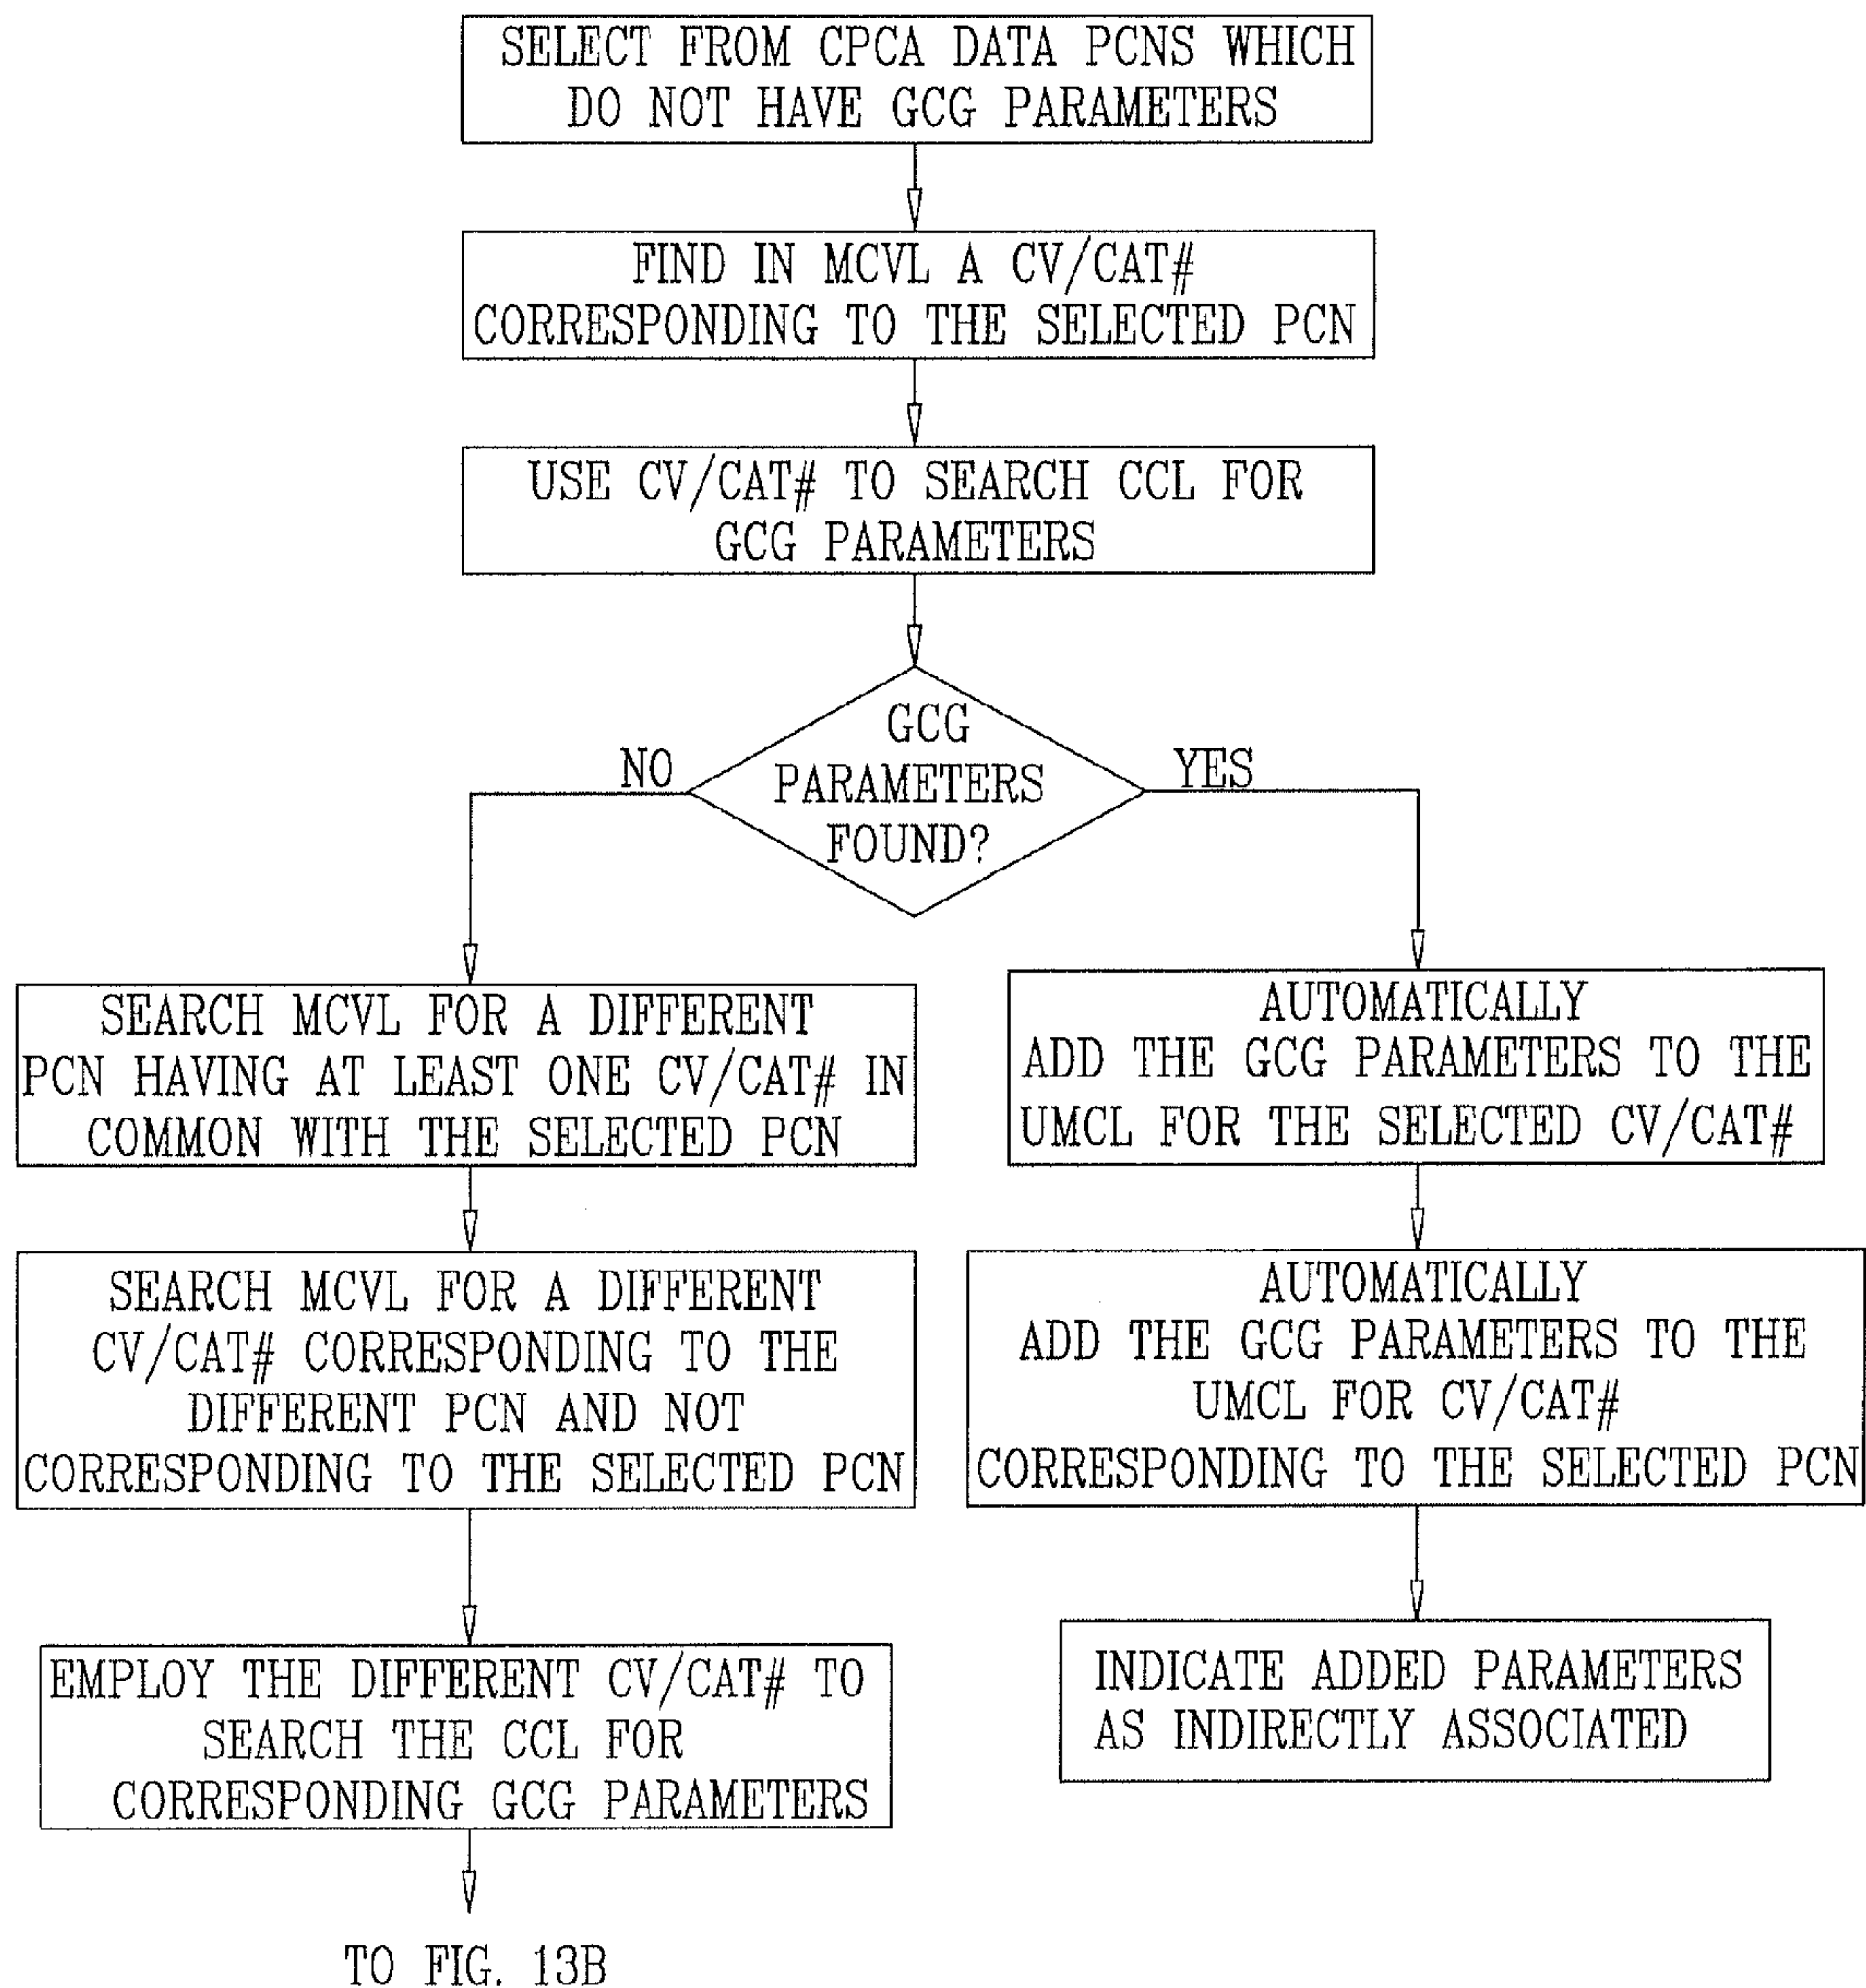 SELECT FROM CPCA DATA PCNS WHICH
DO NOT HAVE GCG PARAMETERS
FIND IN MCVL A CV/CAT#
CORRESPONDING TO THE SELECTED PCN
USE CV/CAT# TO SEARCH CCL FOR
GCG PARAMETERS
GCG
PARAMETERS
FOUND?
NO
YES
SEARCH MCVL FOR A DIFFERENT
PCN HAVING AT LEAST ONE CV/CAT# IN
COMMON WITH THE SELECTED PCN
SEARCH MCVL FOR A DIFFERENT
CV/CAT# CORRESPONDING TO THE
DIFFERENT PCN AND NOT
CORRESPONDING TO THE SELECTED PCN
EMPLOY THE DIFFERENT CV/CAT# TO
SEARCH THE CCL FOR
CORRESPONDING GCG PARAMETERS
TO FIG. 13B
AUTOMATICALLY
ADD THE GCG PARAMETERS TO THE
UMCL FOR THE SELECTED CV/CAT#
AUTOMATICALLY
ADD THE GCG PARAMETERS TO THE
UMCL FOR CV/CAT#
CORRESPONDING TO THE SELECTED PCN
INDICATE ADDED PARAMETERS
AS INDIRECTLY ASSOCIATED